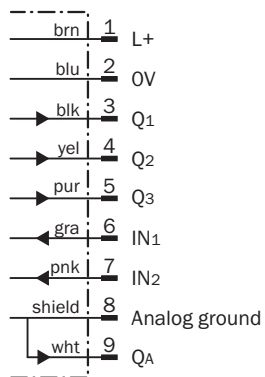 brn 1 L+
blu 2 0V
blk 3 Q1
yel 4 Q2
pur 5 Q3
gra 6 IN1
pnk 7 IN2
shield 8 Analog ground
wht 9 QA